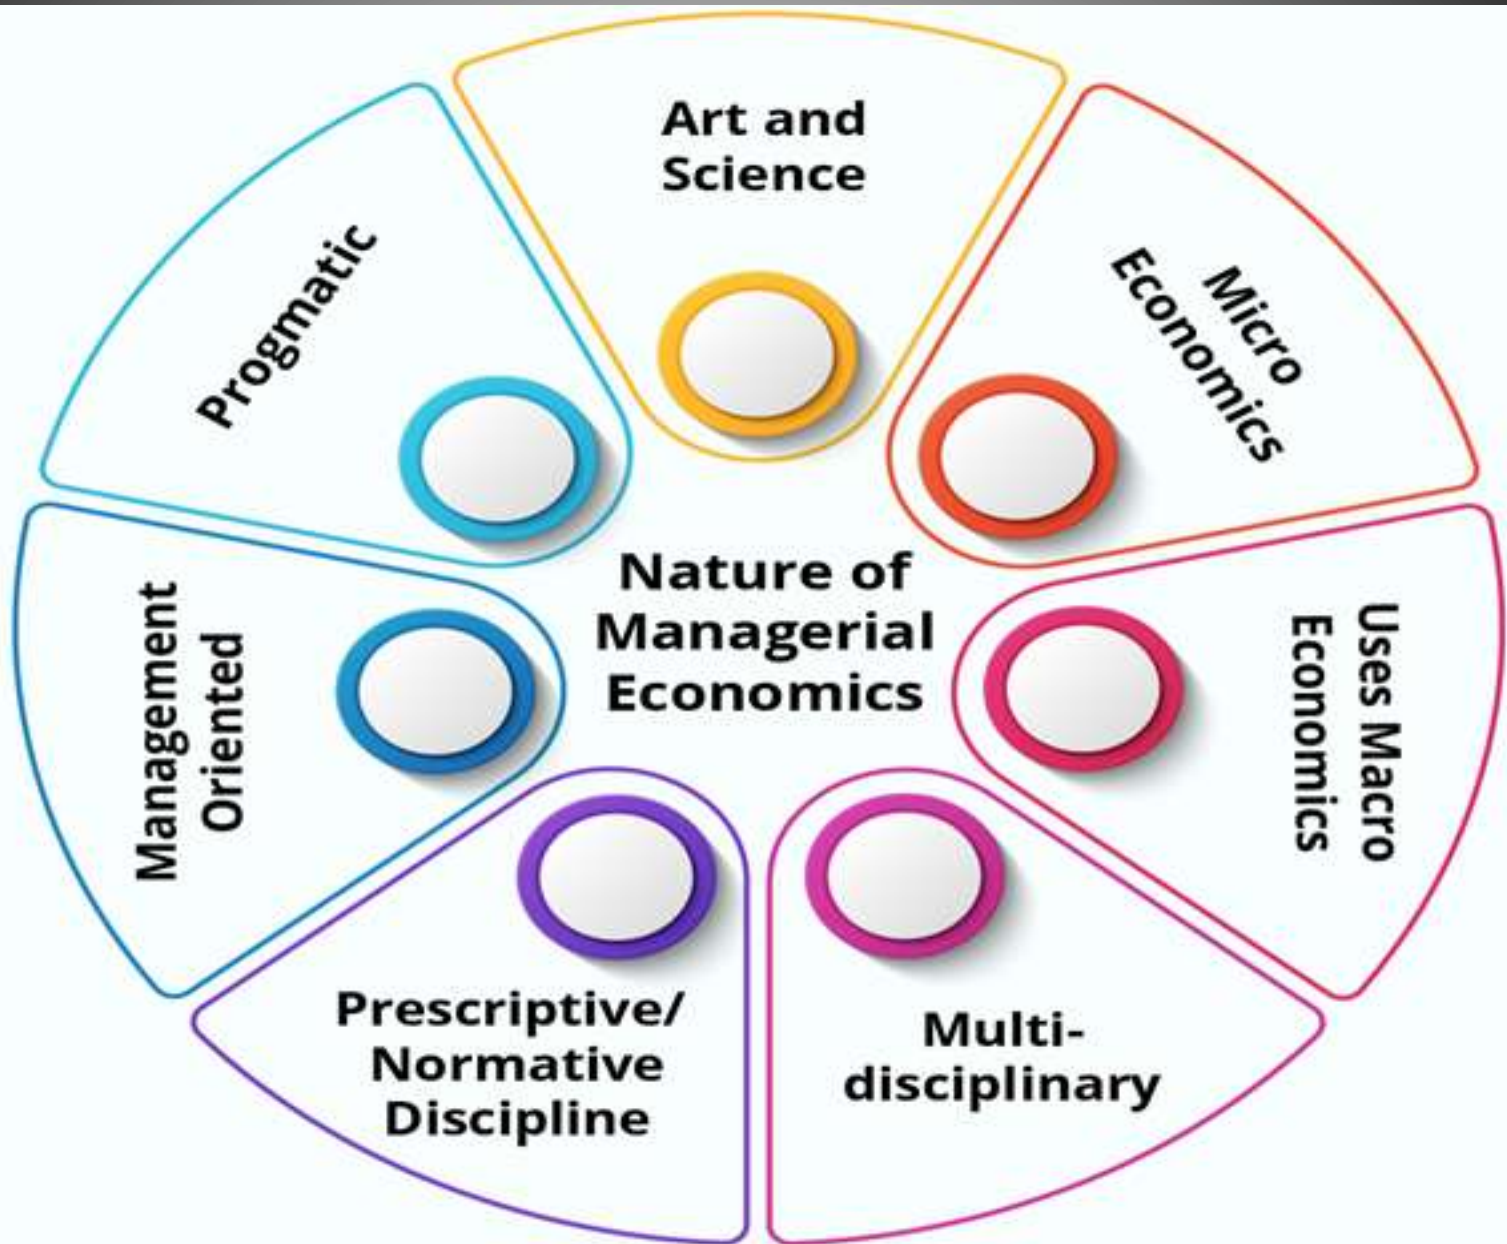 Art and
Science
Micro
Economics
Uses Macro
Economics
Multi-
disciplinary
Prescriptive/
Normative
Discipline
Management
Oriented
Progmatic
Nature of
Managerial
Economics